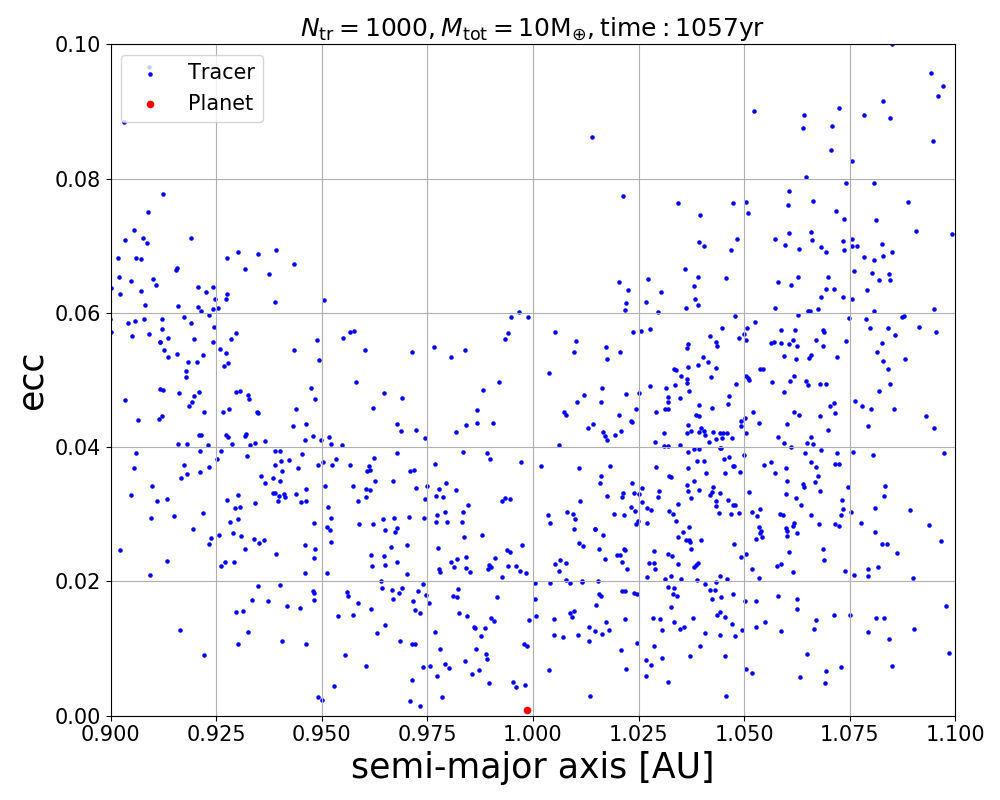 N_tr = 1000, M_tot = 10M_⊕, time : 1057yr
Tracer
Planet
ecc
0.10
0.08
0.06
0.04
0.02
0.00
0.900 0.925 0.950 0.975 1.000 1.025 1.050 1.075 1.100
semi-major axis [AU]